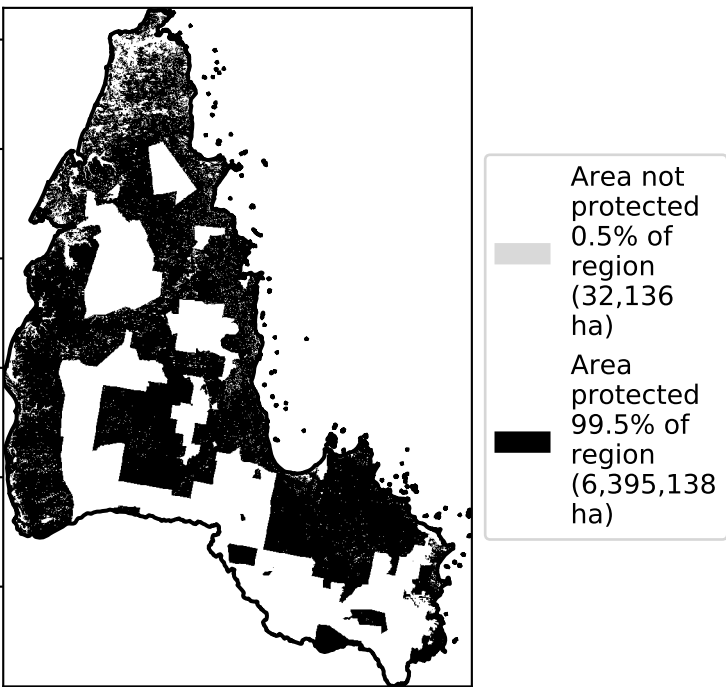 Area not
protected
0.5% of
region
(32,136
ha)
Area
protected
99.5% of
region
(6,395,138
ha)